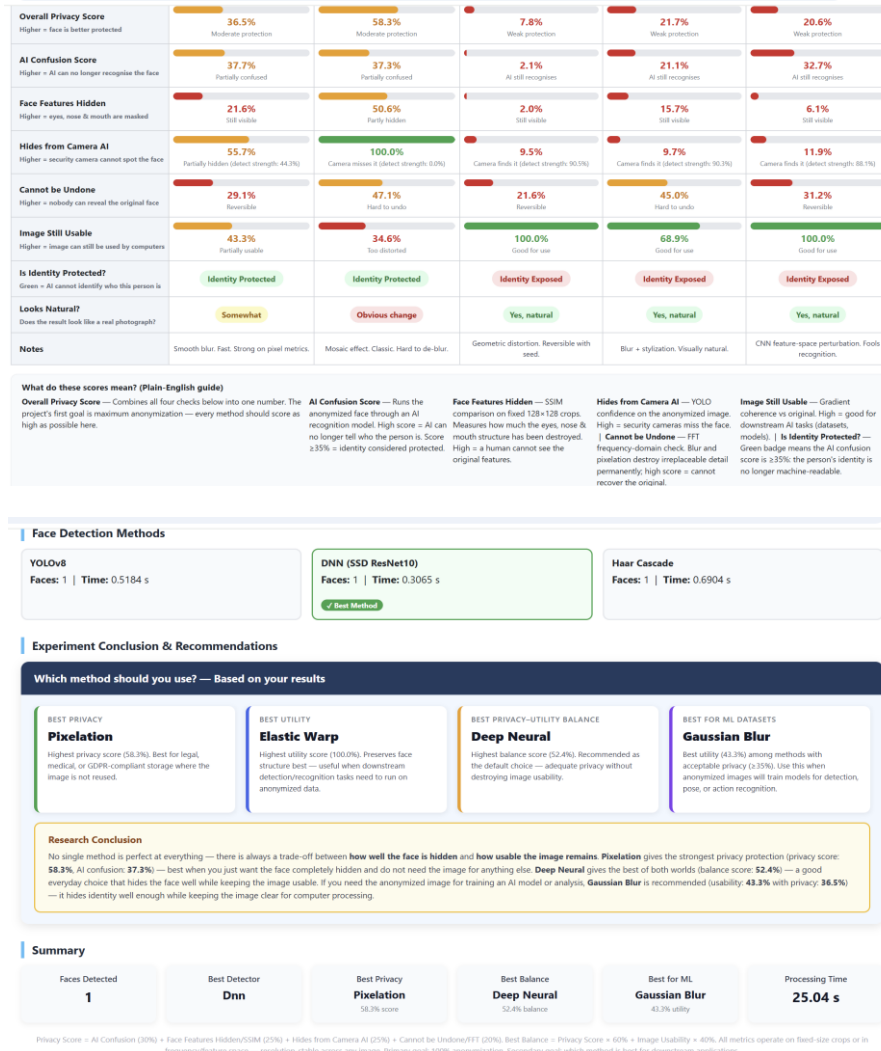 Overall Privacy Score
Higher = face is better protected
36.5%
Moderate protection
58.3%
Moderate protection
7.8%
Weak protection
21.7%
Weak protection
20.6%
Weak protection
AI Confusion Score
Higher = AI can no longer recognise the face
37.7%
Partially confused
37.3%
Partially confused
2.1%
AI still recognises
21.1%
AI still recognises
32.7%
AI still recognises
Face Features Hidden
Higher = eyes, nose & mouth are masked
21.6%
Still visible
50.6%
Partly hidden
2.0%
Still visible
15.7%
Still visible
6.1%
Still visible
Hides from Camera AI
Higher = security camera cannot spot the face
55.7%
Partially hidden (detect strength: 44.3%)
100.0%
Camera misses it (detect strength: 0.0%)
9.5%
Camera finds it (detect strength: 90.5%)
9.7%
Camera finds it (detect strength: 90.3%)
11.9%
Camera finds it (detect strength: 88.1%)
Cannot be Undone
Higher = nobody can reveal the original face
29.1%
Reversible
47.1%
Hard to undo
21.6%
Reversible
45.0%
Hard to undo
31.2%
Reversible
Image Still Usable
Higher = image can still be used by computers
43.3%
Partially usable
34.6%
Too distorted
100.0%
Good for use
68.9%
Good for use
100.0%
Good for use
Is Identity Protected?
Green = AI cannot identify who this person is
Identity Protected
Identity Protected
Identity Exposed
Identity Exposed
Identity Exposed
Looks Natural?
Does the result look like a real photograph?
Somewhat
Obvious change
Yes, natural
Yes, natural
Yes, natural
Notes
Smooth blur. Fast. Strong on pixel metrics.
Mosaic effect. Classic. Hard to de-blur.
Geometric distortion. Reversible with
seed.
Blur + stylization. Visually natural.
CNN feature-space perturbation. Fools
recognition.
What do these scores mean? (Plain-English guide)
Overall Privacy Score — Combines all four checks below into one number. The
project's first goal is maximum anonymization — every method should score as
high as possible here.
AI Confusion Score — Runs the
anonymized face through an AI
recognition model. High score = AI can
no longer tell who the person is. Score
≥35% = identity considered protected.
Face Features Hidden — SSIM
comparison on fixed 128×128 crops.
Measures how much the eyes, nose &
mouth structure has been destroyed.
High = a human cannot see the
original features.
Hides from Camera AI — YOLO
confidence on the anonymized image.
High = security cameras miss the face.
| Cannot be Undone — FFT
frequency-domain check. Blur and
pixelation destroy irreplaceable detail
permanently; high score = cannot
recover the original.
Image Still Usable — Gradient
coherence vs original. High = good for
downstream AI tasks (datasets,
models). | Is Identity Protected? —
Green badge means the AI confusion
score is ≥35%: the person's identity is
no longer machine-readable.
Face Detection Methods
YOLOv8
Faces: 1 | Time: 0.5184 s
DNN (SSD ResNet10)
Faces: 1 | Time: 0.3065 s
✓ Best Method
Haar Cascade
Faces: 1 | Time: 0.6904 s
Experiment Conclusion & Recommendations
Which method should you use? — Based on your results
BEST PRIVACY
Pixelation
Highest privacy score (58.3%). Best for legal,
medical, or GDPR-compliant storage where the
image is not reused.
BEST UTILITY
Elastic Warp
Highest utility score (100.0%). Preserves face
structure best — useful when downstream
detection/recognition tasks need to run on
anonymized data.
BEST PRIVACY–UTILITY BALANCE
Deep Neural
Highest balance score (52.4%). Recommended as
the default choice — adequate privacy without
destroying image usability.
BEST FOR ML DATASETS
Gaussian Blur
Best utility (43.3%) among methods with
acceptable privacy (≥35%). Use this when
anonymized images will train models for detection,
pose, or action recognition.
Research Conclusion
No single method is perfect at everything — there is always a trade-off between how well the face is hidden and how usable the image remains. Pixelation gives the strongest privacy protection (privacy score:
58.3%, AI confusion: 37.3%) — best when you just want the face completely hidden and do not need the image for anything else. Deep Neural gives the best of both worlds (balance score: 52.4%) — a good
everyday choice that hides the face well while keeping the image usable. If you need the anonymized image for training an AI model or analysis, Gaussian Blur is recommended (usability: 43.3% with privacy: 36.5%)
— it hides identity well enough while keeping the image clear for computer processing.
Summary
Faces Detected
1
Best Detector
Dnn
Best Privacy
Pixelation
58.3% score
Best Balance
Deep Neural
52.4% balance
Best for ML
Gaussian Blur
43.3% utility
Processing Time
25.04 s
Privacy Score = AI Confusion (30%) + Face Features Hidden/SSIM (25%) + Hides from Camera AI (25%) + Cannot be Undone/FFT (20%). Best Balance = Privacy Score × 60% + Image Usability × 40%. All metrics operate on fixed-size crops or in